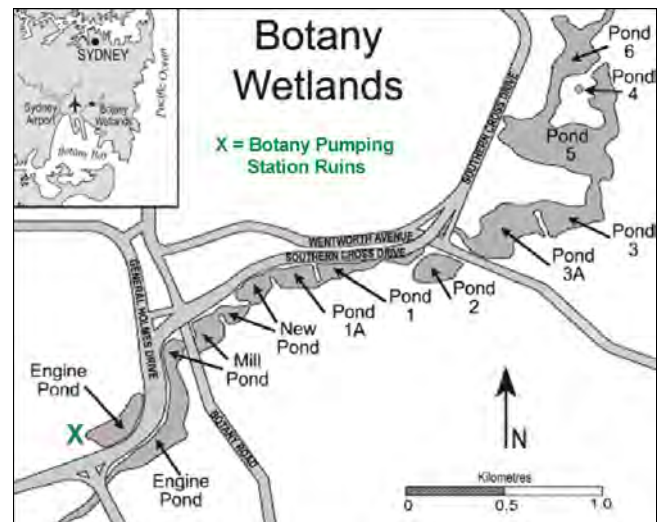 SYDNEY
Sydney
Airport
Botany
Wetlands
Botany Bay
Pacific Ocean
Botany
Wetlands
X = Botany Pumping
Station Ruins
SOUTHERN CROSS DRIVE
Pond
6
Pond
4
Pond
5
WENTWORTH AVENUE
SOUTHERN CROSS DRIVE
GENERAL HOLMES DRIVE
Pond
3
Pond
3A
Pond
2
Pond
1
Pond
1A
New
Pond
Mill
Pond
Engine
Pond
X
BOTANY ROAD
Engine
Pond
N
Kilometres
0 0.5 1.0